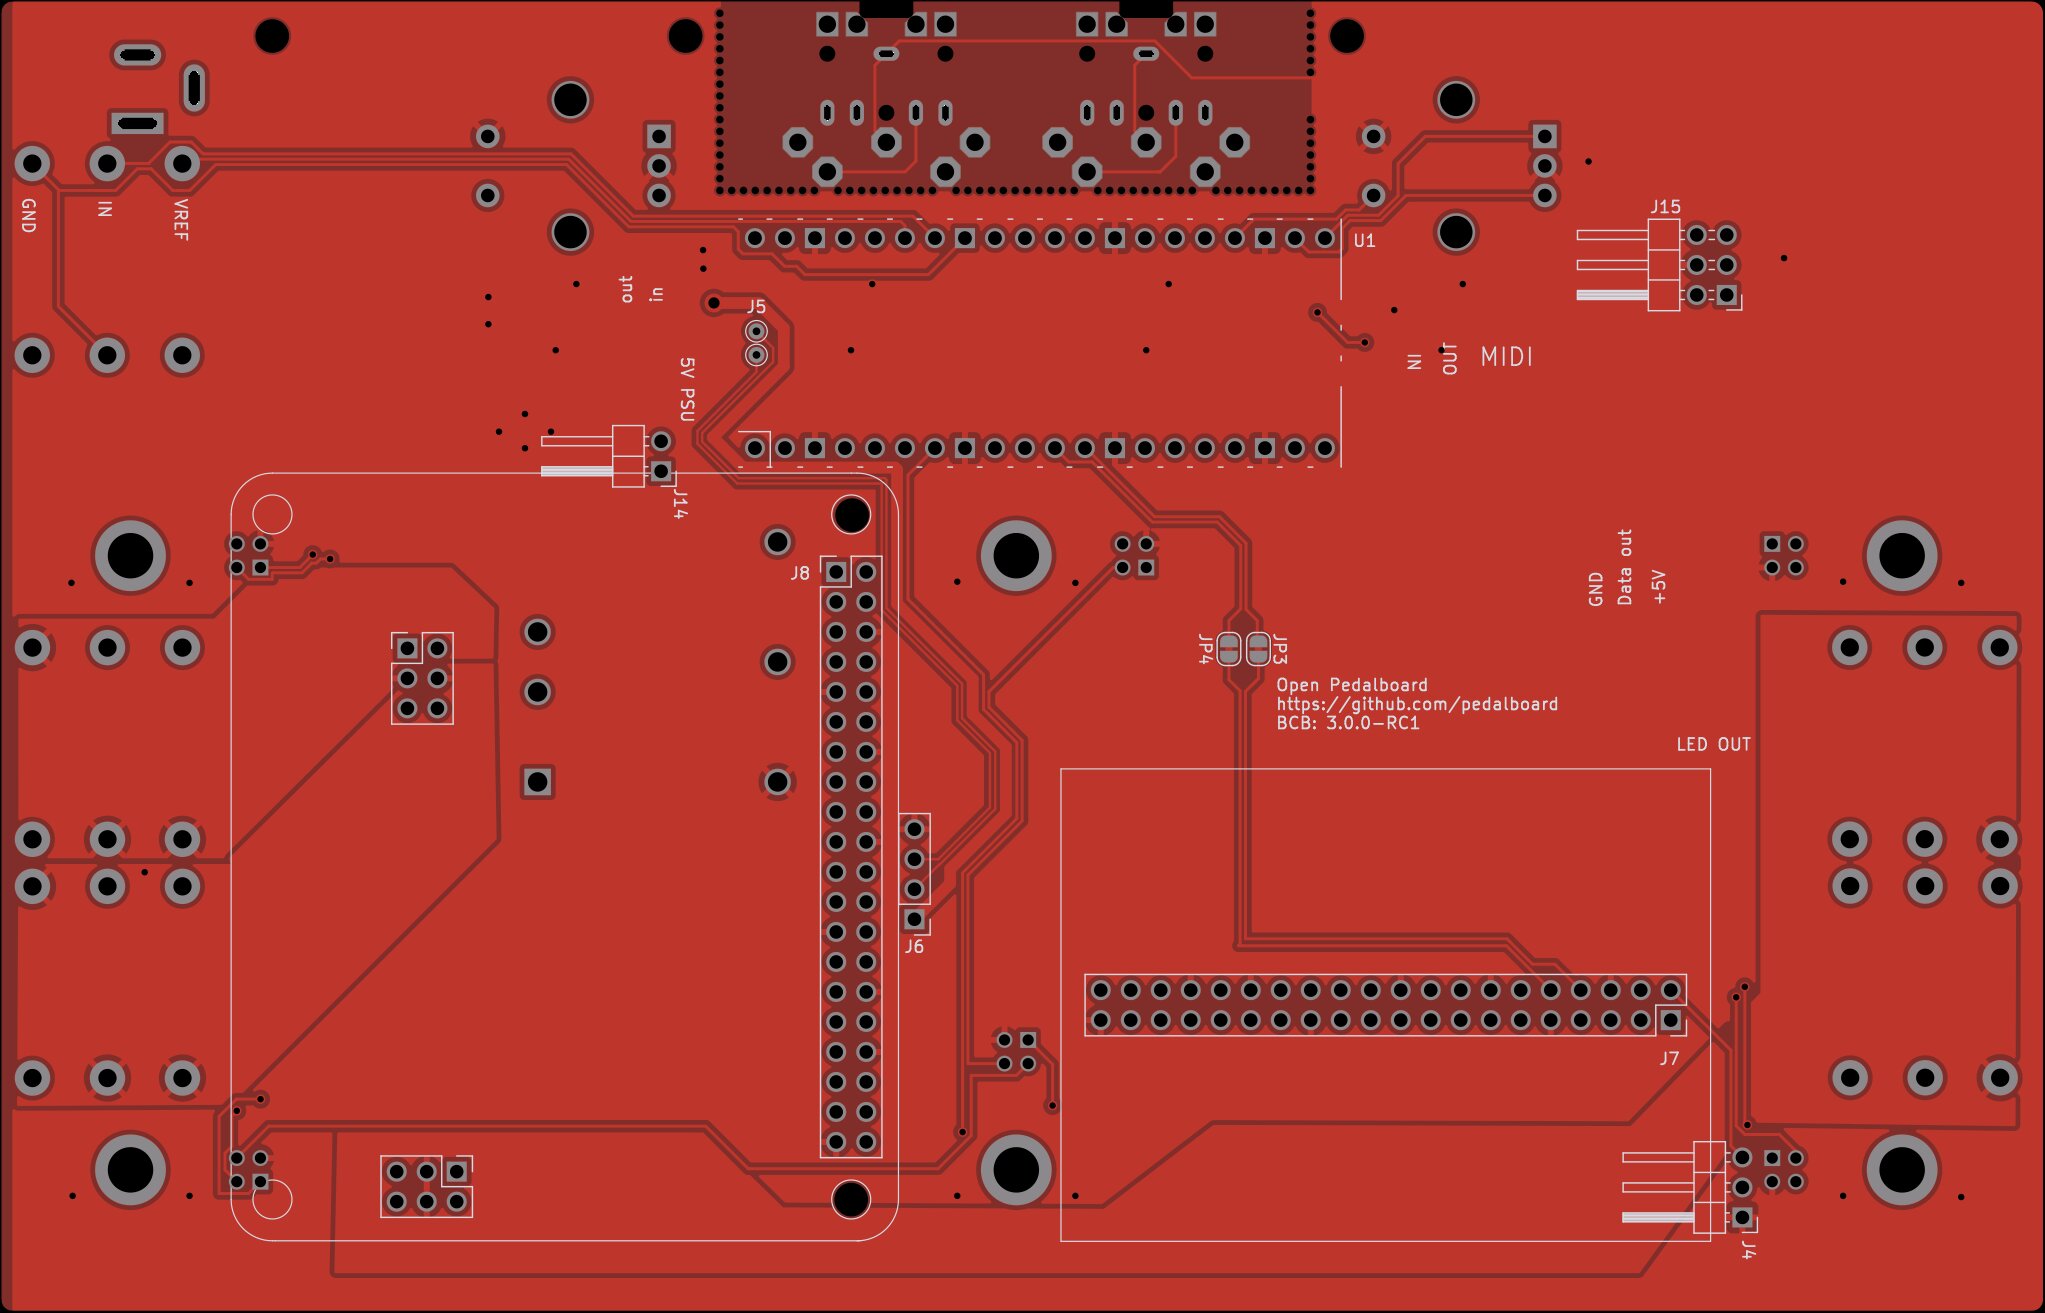 GND
IN
VREF
J15
U1
out
in
J5
5V PSU
IN
OUT
MIDI
J14
J8
GND
Data out
+5V
JP4
JP3
Open Pedalboard
https://github.com/pedalboard
BCB: 3.0.0-RC1
LED OUT
J6
J7
J4